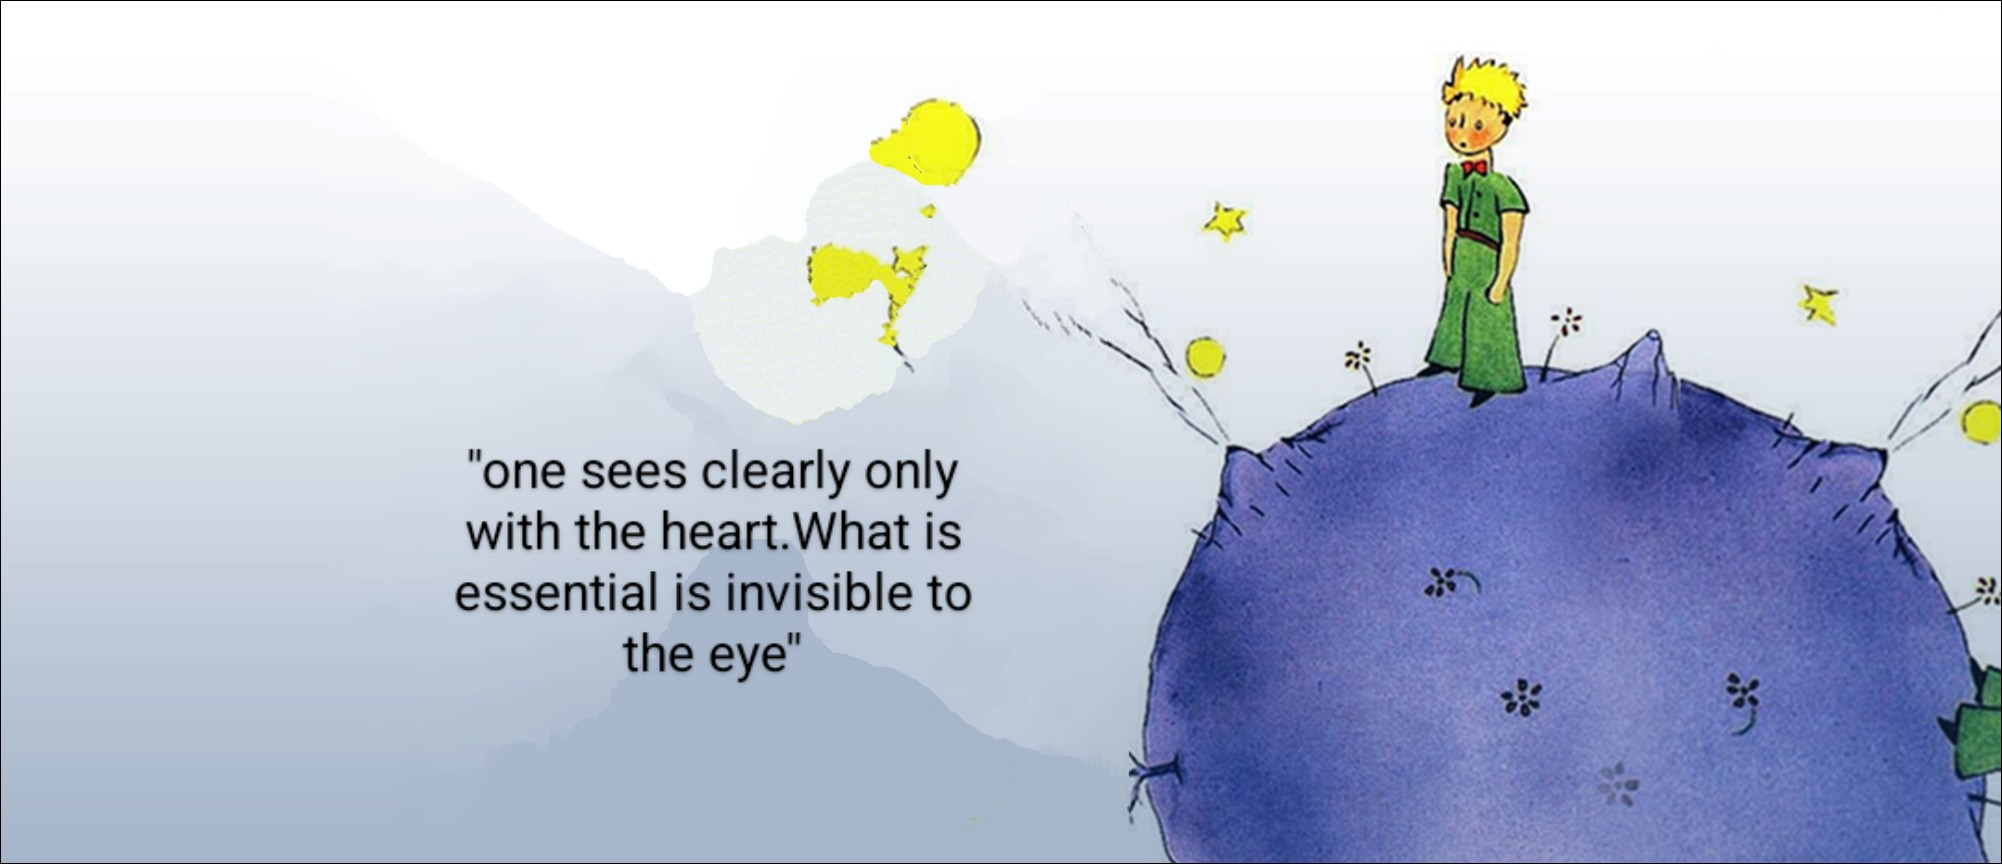 "one sees clearly only
with the heart.What is
essential is invisible to
the eye"